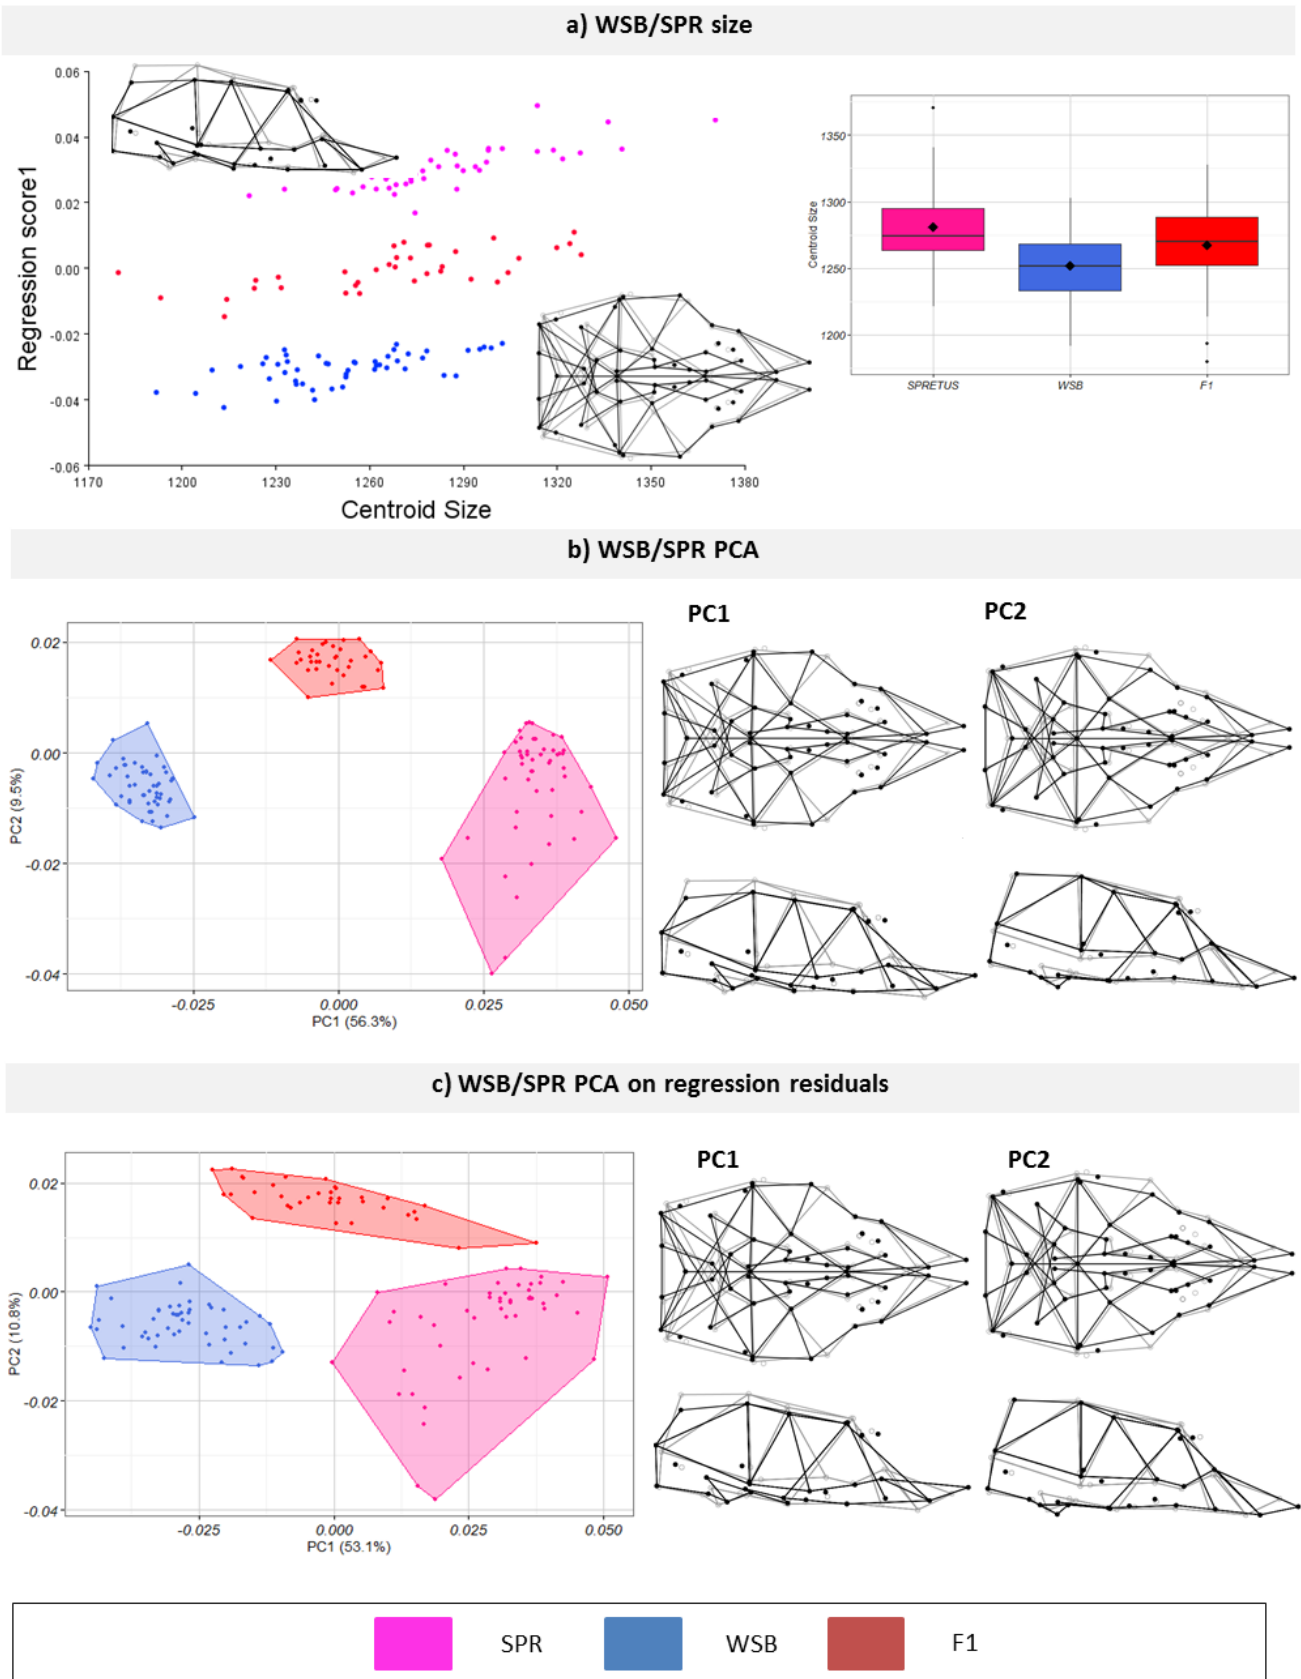 a) WSB/SPR size
Regression score1
0.06
0.04
0.02
0.00
-0.02
-0.04
-0.06
1170 1200 1230 1260 1290 1320 1350 1380
Centroid Size
Centroid Size
1350
1300
1250
1200
SPRETUS WSB F1
b) WSB/SPR PCA
PC2 (9.5%)
0.02
0.00
-0.02
-0.04
-0.025 0.000 0.025 0.050
PC1 (56.3%)
PC1 PC2
c) WSB/SPR PCA on regression residuals
PC2 (10.8%)
0.02
0.00
-0.02
-0.04
-0.025 0.000 0.025 0.050
PC1 (53.1%)
PC1 PC2
SPR WSB F1